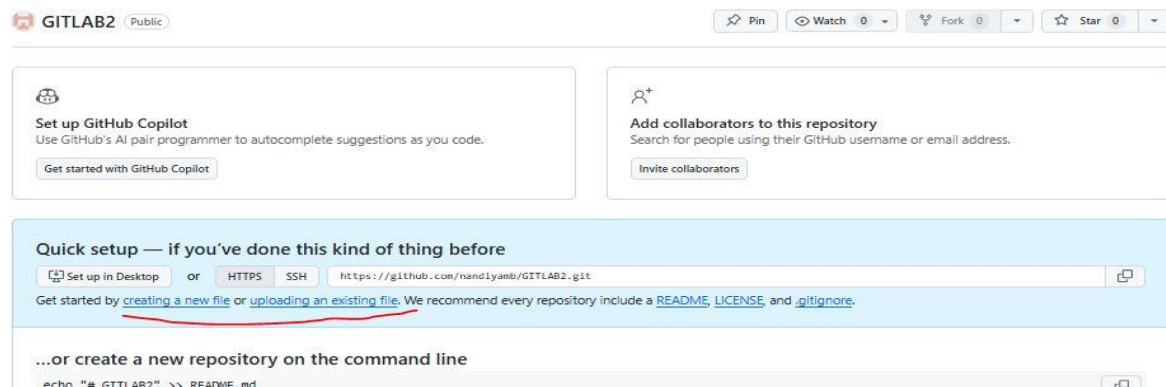 GITLAB2 Public Pin Watch 0 Fork 0 Star 0
Set up GitHub Copilot
Use GitHub's AI pair programmer to autocomplete suggestions as you code.
Get started with GitHub Copilot
Add collaborators to this repository
Search for people using their GitHub username or email address.
Invite collaborators
Quick setup — if you've done this kind of thing before
Set up in Desktop or HTTPS SSH https://github.com/nandiyamb/GITLAB2.git
Get started by creating a new file or uploading an existing file. We recommend every repository include a README, LICENSE, and .gitignore.
...or create a new repository on the command line
echo "# GITLAB2" >> README.md